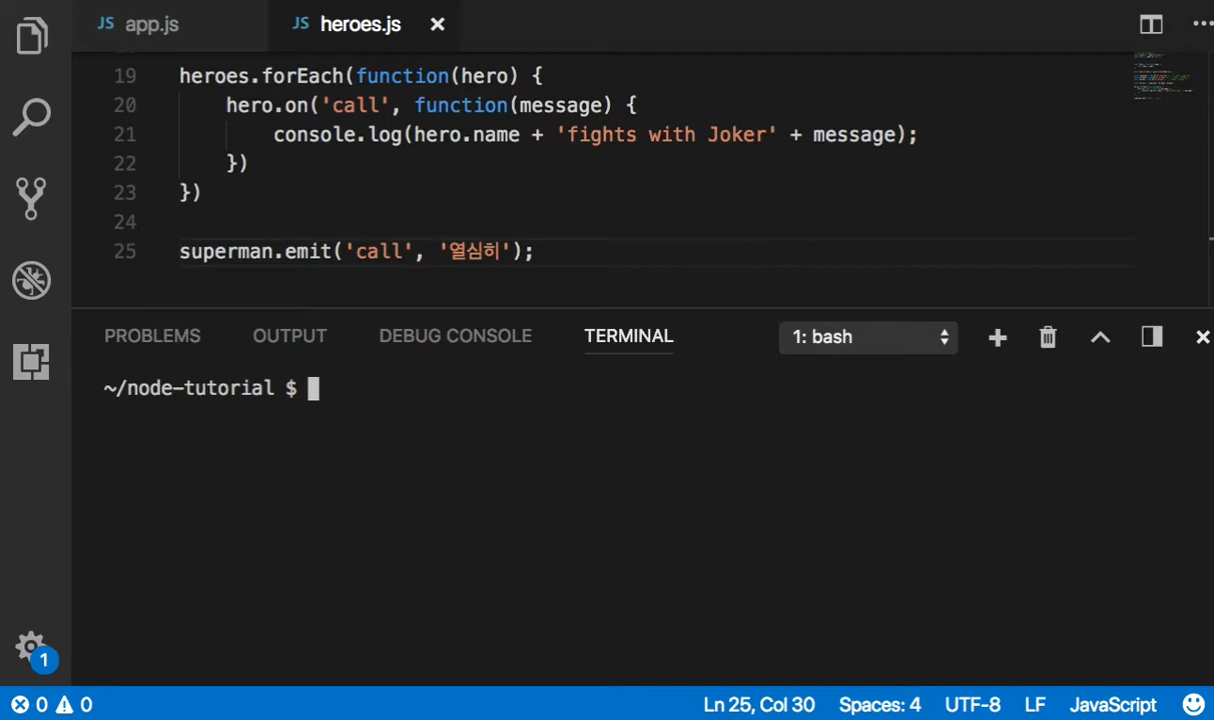 JS app.js
JS heroes.js
19 heroes.forEach(function(hero) {
20 hero.on('call', function(message) {
21 console.log(hero.name + 'fights with Joker' + message);
22 })
23 })
24
25 superman.emit('call', '열심히');
PROBLEMS OUTPUT DEBUG CONSOLE TERMINAL 1: bash
~/node-tutorial $
1
0 0 Ln 25, Col 30 Spaces: 4 UTF-8 LF JavaScript